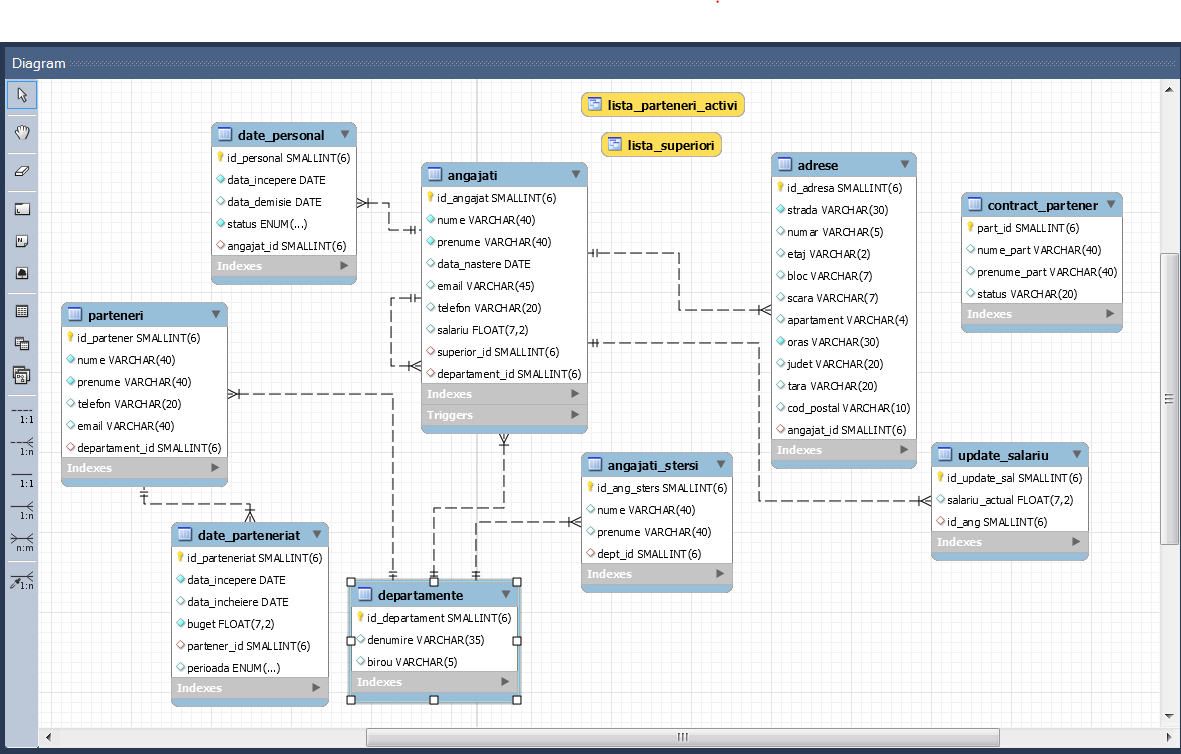 Diagram
lista_parteneri_activi
lista_superiori
date_personal
id_personal SMALLINT(6)
data_incepere DATE
data_demisie DATE
status ENUM(...)
angajat_id SMALLINT(6)
Indexes
angajati
id_angajat SMALLINT(6)
nume VARCHAR(40)
prenume VARCHAR(40)
data_nastere DATE
email VARCHAR(45)
telefon VARCHAR(20)
salariu FLOAT(7,2)
superior_id SMALLINT(6)
departament_id SMALLINT(6)
Indexes
Triggers
adrese
id_adresa SMALLINT(6)
strada VARCHAR(30)
numar VARCHAR(5)
etaj VARCHAR(2)
bloc VARCHAR(7)
scara VARCHAR(7)
apartament VARCHAR(4)
oras VARCHAR(30)
judet VARCHAR(20)
tara VARCHAR(20)
cod_postal VARCHAR(10)
angajat_id SMALLINT(6)
Indexes
contract_partener
part_id SMALLINT(6)
nume_part VARCHAR(40)
prenume_part VARCHAR(40)
status VARCHAR(20)
Indexes
parteneri
id_partener SMALLINT(6)
nume VARCHAR(40)
prenume VARCHAR(40)
telefon VARCHAR(20)
email VARCHAR(40)
departament_id SMALLINT(6)
Indexes
angajati_stersi
id_ang_sters SMALLINT(6)
nume VARCHAR(40)
prenume VARCHAR(40)
dept_id SMALLINT(6)
Indexes
update_salariu
id_update_sal SMALLINT(6)
salariu_actual FLOAT(7,2)
id_ang SMALLINT(6)
Indexes
date_parteneriat
id_parteneriat SMALLINT(6)
data_incepere DATE
data_incheiere DATE
buget FLOAT(7,2)
partener_id SMALLINT(6)
perioada ENUM(...)
Indexes
departamente
id_departament SMALLINT(6)
denumire VARCHAR(35)
birou VARCHAR(5)
Indexes
1:1
1:n
1:1
1:n
n:m
1:n